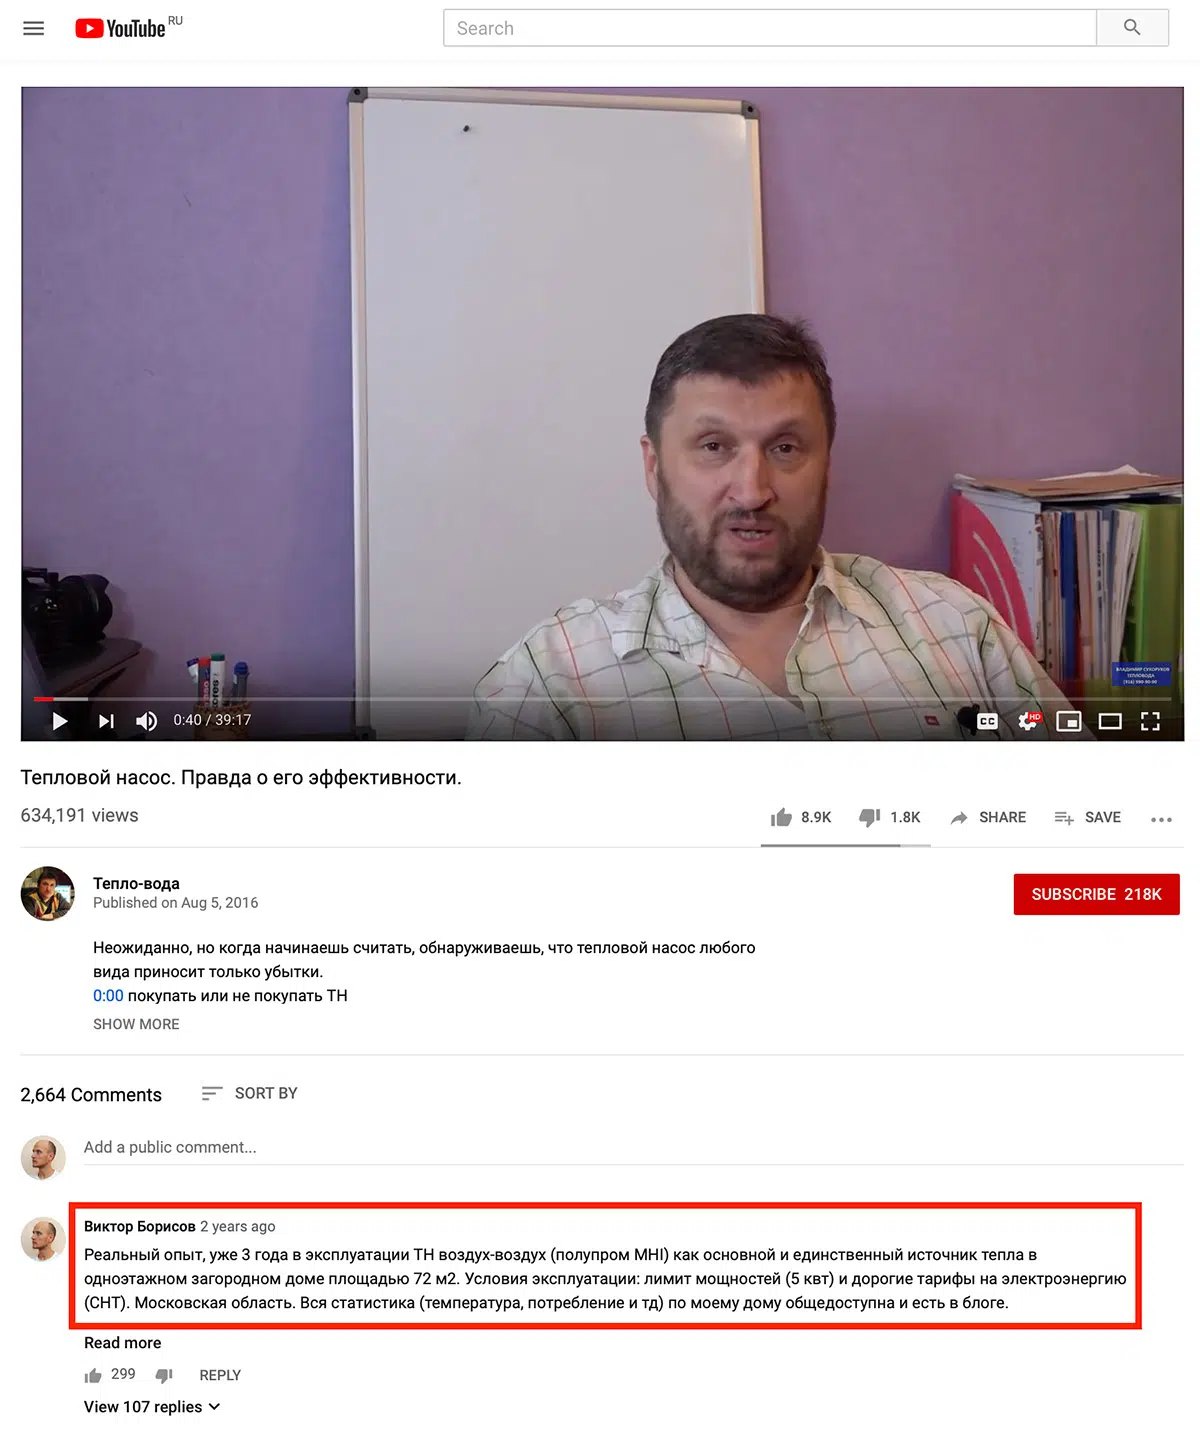 YouTube RU
Search
ВЛАДИМИР СУХОРУКОВ
ТЕПЛОВОДА
0:40 / 39:17
CC
HD
Тепловой насос. Правда о его эффективности.
634,191 views
8.9K
1.8K
SHARE
SAVE
Тепло-вода
Published on Aug 5, 2016
SUBSCRIBE 218K
Неожиданно, но когда начинаешь считать, обнаруживаешь, что тепловой насос любого
вида приносит только убытки.
0:00 покупать или не покупать ТН
SHOW MORE
2,664 Comments
SORT BY
Add a public comment...
Виктор Борисов 2 years ago
Реальный опыт, уже 3 года в эксплуатации ТН воздух-воздух (полупром MHI) как основной и единственный источник тепла в
одноэтажном загородном доме площадью 72 м2. Условия эксплуатации: лимит мощностей (5 квт) и дорогие тарифы на электроэнергию
(СНТ). Московская область. Вся статистика (температура, потребление и тд) по моему дому общедоступна и есть в блоге.
Read more
299
REPLY
View 107 replies